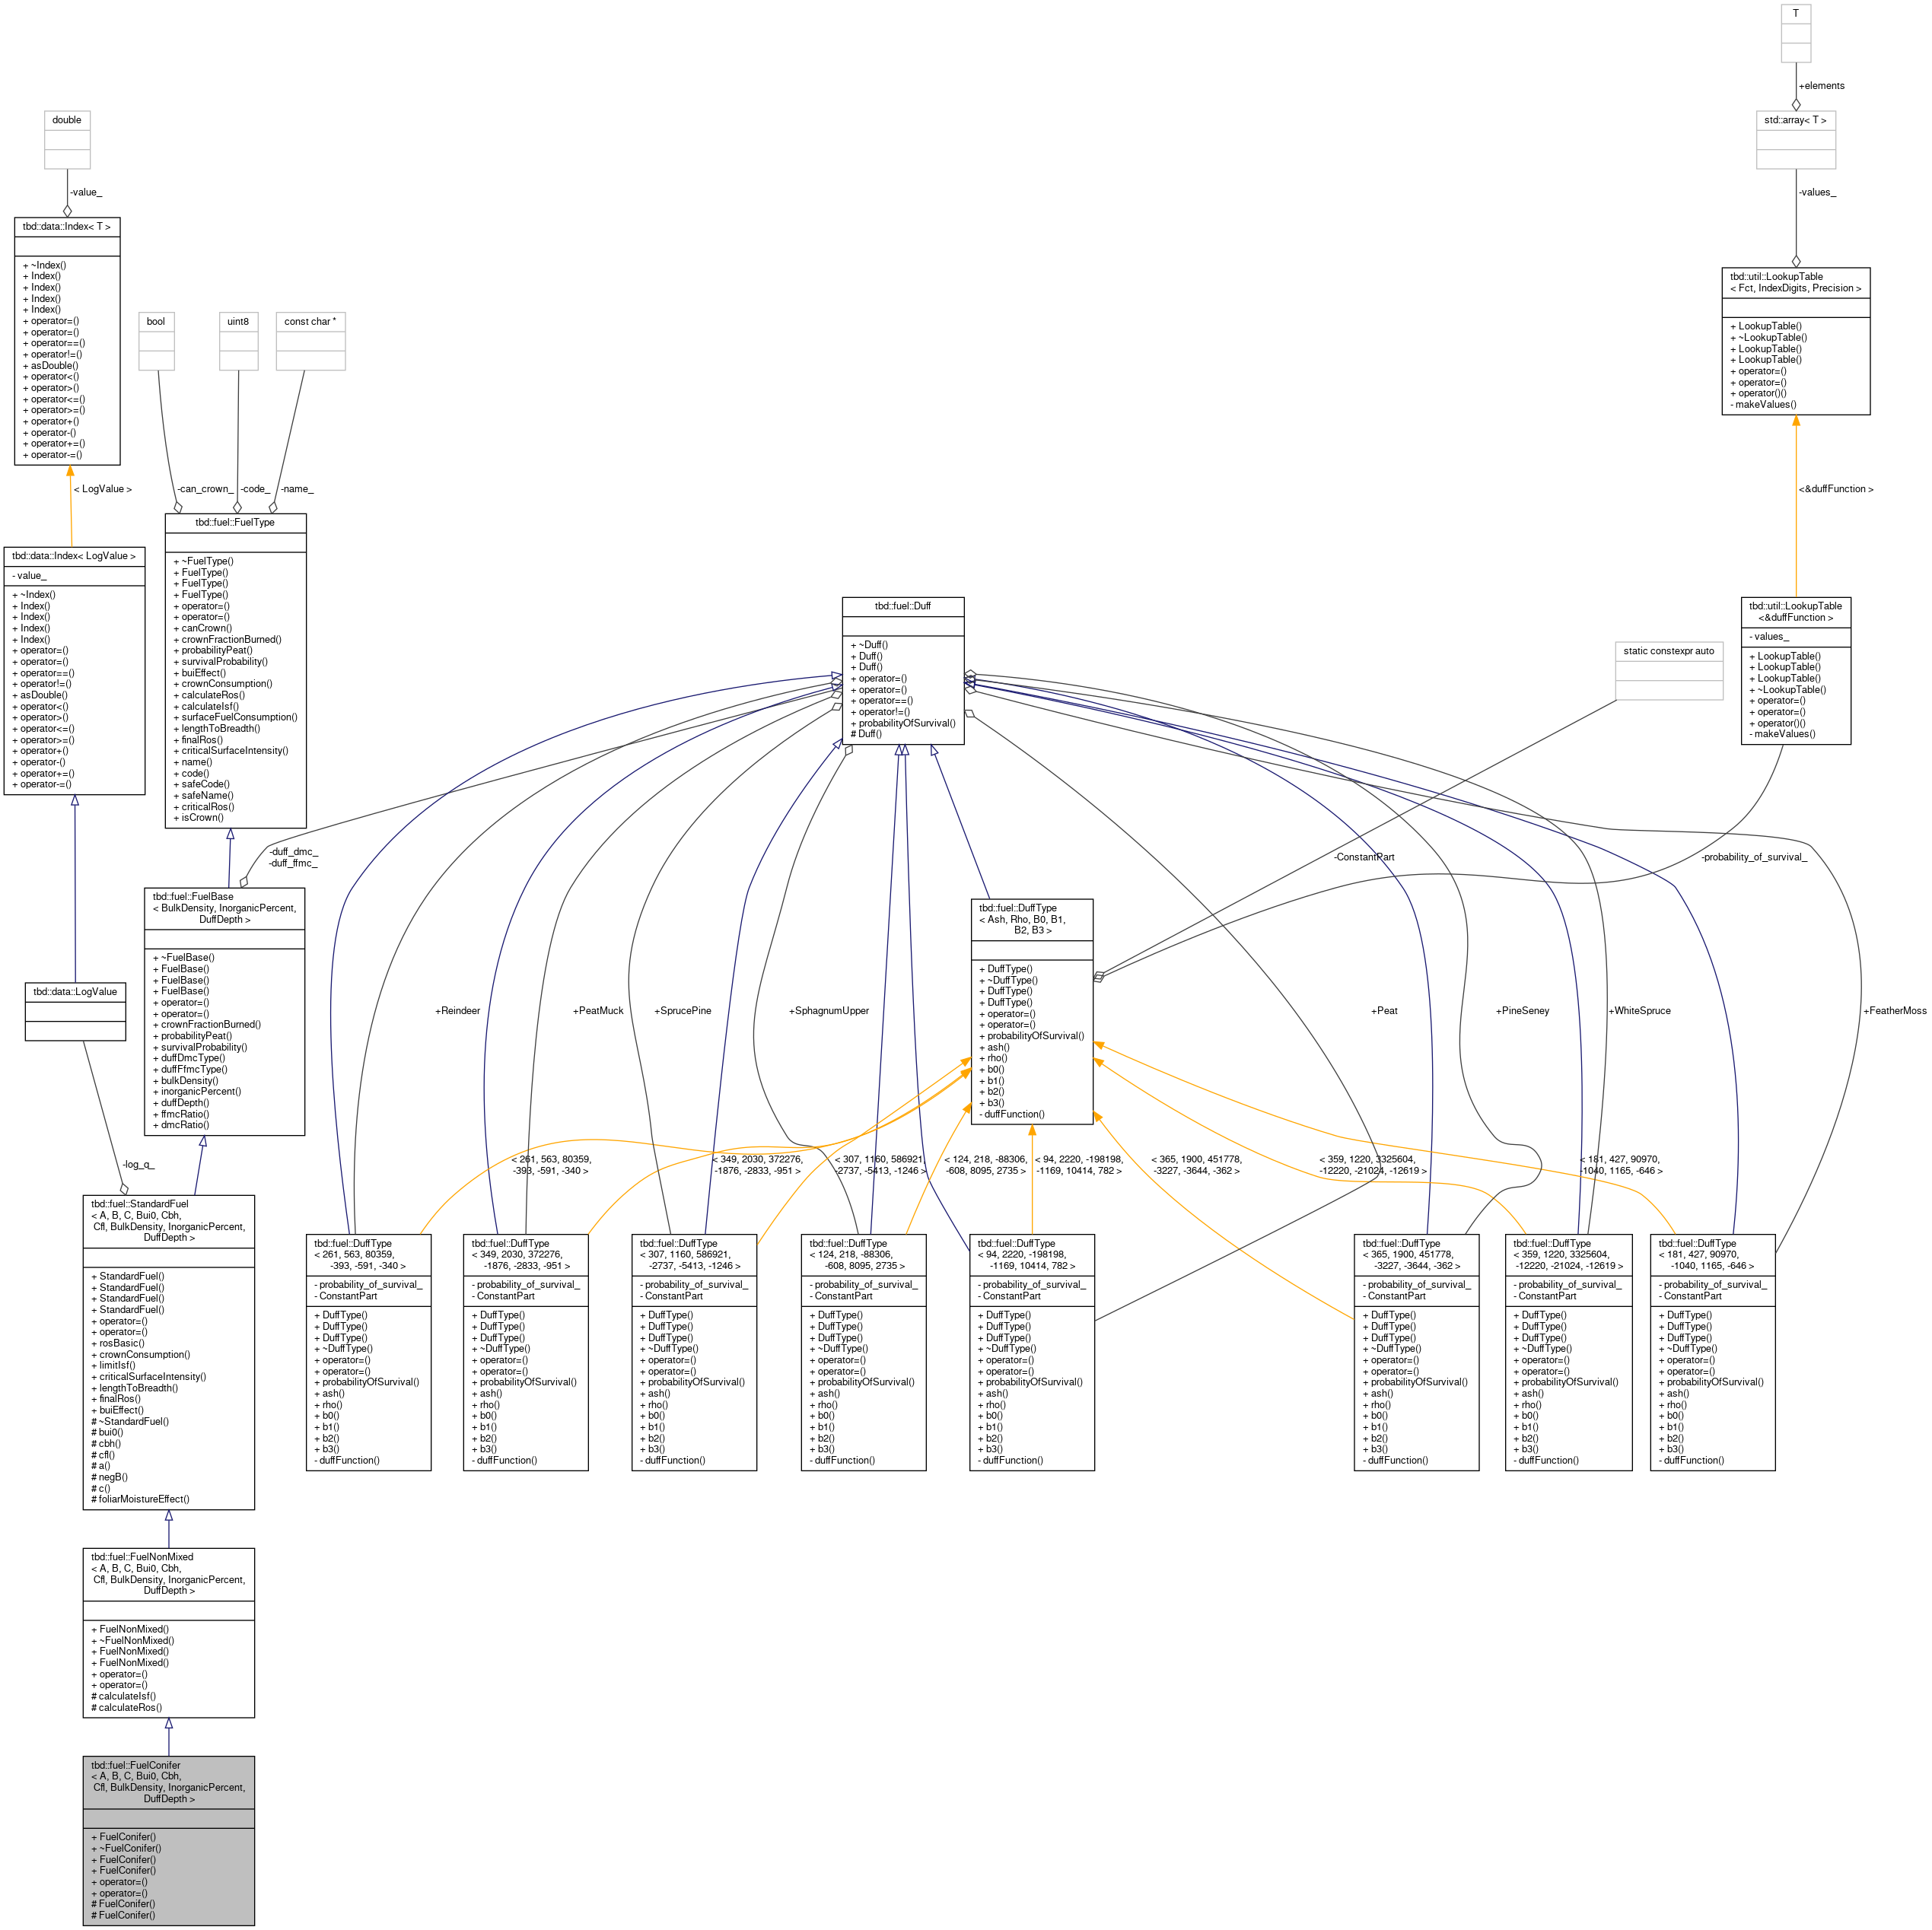 T
+elements
double
std::array< T >
-value_
-values_
tbd::data::Index< T >
+ ~Index()
+ Index()
+ Index()
+ Index()
+ Index()
+ operator=()
+ operator=()
+ operator==()
+ operator!=()
+ asDouble()
+ operator<()
+ operator>()
+ operator<=()
+ operator>=()
+ operator+()
+ operator-()
+ operator+=()
+ operator-=()
bool
uint8
const char *
tbd::util::LookupTable
< Fct, IndexDigits, Precision >
+ LookupTable()
+ ~LookupTable()
+ LookupTable()
+ LookupTable()
+ operator=()
+ operator=()
+ operator()()
- makeValues()
< LogValue >
-can_crown_
-code_
-name_
<&duffFunction >
tbd::data::Index< LogValue >
- value_
+ ~Index()
+ Index()
+ Index()
+ Index()
+ Index()
+ operator=()
+ operator=()
+ operator==()
+ operator!=()
+ asDouble()
+ operator<()
+ operator>()
+ operator<=()
+ operator>=()
+ operator+()
+ operator-()
+ operator+=()
+ operator-=()
tbd::fuel::FuelType
+ ~FuelType()
+ FuelType()
+ FuelType()
+ FuelType()
+ operator=()
+ operator=()
+ canCrown()
+ crownFractionBurned()
+ probabilityPeat()
+ survivalProbability()
+ buiEffect()
+ crownConsumption()
+ calculateRos()
+ calculateIsf()
+ surfaceFuelConsumption()
+ lengthToBreadth()
+ finalRos()
+ criticalSurfaceIntensity()
+ name()
+ code()
+ safeCode()
+ safeName()
+ criticalRos()
+ isCrown()
tbd::fuel::Duff
+ ~Duff()
+ Duff()
+ Duff()
+ operator=()
+ operator=()
+ operator==()
+ operator!=()
+ probabilityOfSurvival()
# Duff()
static constexpr auto
tbd::util::LookupTable
<&duffFunction >
- values_
+ LookupTable()
+ LookupTable()
+ LookupTable()
+ ~LookupTable()
+ operator=()
+ operator=()
+ operator()()
- makeValues()
-duff_dmc_
-duff_ffmc_
-ConstantPart
-probability_of_survival_
tbd::fuel::FuelBase
< BulkDensity, InorganicPercent,
DuffDepth >
+ ~FuelBase()
+ FuelBase()
+ FuelBase()
+ FuelBase()
+ operator=()
+ operator=()
+ crownFractionBurned()
+ probabilityPeat()
+ survivalProbability()
+ duffDmcType()
+ duffFfmcType()
+ bulkDensity()
+ inorganicPercent()
+ duffDepth()
+ ffmcRatio()
+ dmcRatio()
tbd::fuel::DuffType
< Ash, Rho, B0, B1,
B2, B3 >
+ DuffType()
+ ~DuffType()
+ DuffType()
+ DuffType()
+ operator=()
+ operator=()
+ probabilityOfSurvival()
+ ash()
+ rho()
+ b0()
+ b1()
+ b2()
+ b3()
- duffFunction()
tbd::data::LogValue
+Reindeer
+PeatMuck
+SprucePine
+SphagnumUpper
+Peat
+PineSeney
+WhiteSpruce
+FeatherMoss
-log_q_
< 261, 563, 80359,
-393, -591, -340 >
< 349, 2030, 372276,
-1876, -2833, -951 >
< 307, 1160, 586921,
-2737, -5413, -1246 >
< 124, 218, -88306,
-608, 8095, 2735 >
< 94, 2220, -198198,
-1169, 10414, 782 >
< 365, 1900, 451778,
-3227, -3644, -362 >
< 359, 1220, 3325604,
-12220, -21024, -12619 >
< 181, 427, 90970,
-1040, 1165, -646 >
tbd::fuel::StandardFuel
< A, B, C, Bui0, Cbh,
Cfl, BulkDensity, InorganicPercent,
DuffDepth >
+ StandardFuel()
+ StandardFuel()
+ StandardFuel()
+ StandardFuel()
+ operator=()
+ operator=()
+ rosBasic()
+ crownConsumption()
+ limitIsf()
+ criticalSurfaceIntensity()
+ lengthToBreadth()
+ finalRos()
+ buiEffect()
# ~StandardFuel()
# bui0()
# cbh()
# cfl()
# a()
# negB()
# c()
# foliarMoistureEffect()
tbd::fuel::DuffType
< 261, 563, 80359,
-393, -591, -340 >
- probability_of_survival_
- ConstantPart
+ DuffType()
+ DuffType()
+ DuffType()
+ ~DuffType()
+ operator=()
+ operator=()
+ probabilityOfSurvival()
+ ash()
+ rho()
+ b0()
+ b1()
+ b2()
+ b3()
- duffFunction()
tbd::fuel::DuffType
< 349, 2030, 372276,
-1876, -2833, -951 >
- probability_of_survival_
- ConstantPart
+ DuffType()
+ DuffType()
+ DuffType()
+ ~DuffType()
+ operator=()
+ operator=()
+ probabilityOfSurvival()
+ ash()
+ rho()
+ b0()
+ b1()
+ b2()
+ b3()
- duffFunction()
tbd::fuel::DuffType
< 307, 1160, 586921,
-2737, -5413, -1246 >
- probability_of_survival_
- ConstantPart
+ DuffType()
+ DuffType()
+ DuffType()
+ ~DuffType()
+ operator=()
+ operator=()
+ probabilityOfSurvival()
+ ash()
+ rho()
+ b0()
+ b1()
+ b2()
+ b3()
- duffFunction()
tbd::fuel::DuffType
< 124, 218, -88306,
-608, 8095, 2735 >
- probability_of_survival_
- ConstantPart
+ DuffType()
+ DuffType()
+ DuffType()
+ ~DuffType()
+ operator=()
+ operator=()
+ probabilityOfSurvival()
+ ash()
+ rho()
+ b0()
+ b1()
+ b2()
+ b3()
- duffFunction()
tbd::fuel::DuffType
< 94, 2220, -198198,
-1169, 10414, 782 >
- probability_of_survival_
- ConstantPart
+ DuffType()
+ DuffType()
+ DuffType()
+ ~DuffType()
+ operator=()
+ operator=()
+ probabilityOfSurvival()
+ ash()
+ rho()
+ b0()
+ b1()
+ b2()
+ b3()
- duffFunction()
tbd::fuel::DuffType
< 365, 1900, 451778,
-3227, -3644, -362 >
- probability_of_survival_
- ConstantPart
+ DuffType()
+ DuffType()
+ DuffType()
+ ~DuffType()
+ operator=()
+ operator=()
+ probabilityOfSurvival()
+ ash()
+ rho()
+ b0()
+ b1()
+ b2()
+ b3()
- duffFunction()
tbd::fuel::DuffType
< 359, 1220, 3325604,
-12220, -21024, -12619 >
- probability_of_survival_
- ConstantPart
+ DuffType()
+ DuffType()
+ DuffType()
+ ~DuffType()
+ operator=()
+ operator=()
+ probabilityOfSurvival()
+ ash()
+ rho()
+ b0()
+ b1()
+ b2()
+ b3()
- duffFunction()
tbd::fuel::DuffType
< 181, 427, 90970,
-1040, 1165, -646 >
- probability_of_survival_
- ConstantPart
+ DuffType()
+ DuffType()
+ DuffType()
+ ~DuffType()
+ operator=()
+ operator=()
+ probabilityOfSurvival()
+ ash()
+ rho()
+ b0()
+ b1()
+ b2()
+ b3()
- duffFunction()
tbd::fuel::FuelNonMixed
< A, B, C, Bui0, Cbh,
Cfl, BulkDensity, InorganicPercent,
DuffDepth >
+ FuelNonMixed()
+ ~FuelNonMixed()
+ FuelNonMixed()
+ FuelNonMixed()
+ operator=()
+ operator=()
# calculateIsf()
# calculateRos()
tbd::fuel::FuelConifer
< A, B, C, Bui0, Cbh,
Cfl, BulkDensity, InorganicPercent,
DuffDepth >
+ FuelConifer()
+ ~FuelConifer()
+ FuelConifer()
+ FuelConifer()
+ operator=()
+ operator=()
# FuelConifer()
# FuelConifer()